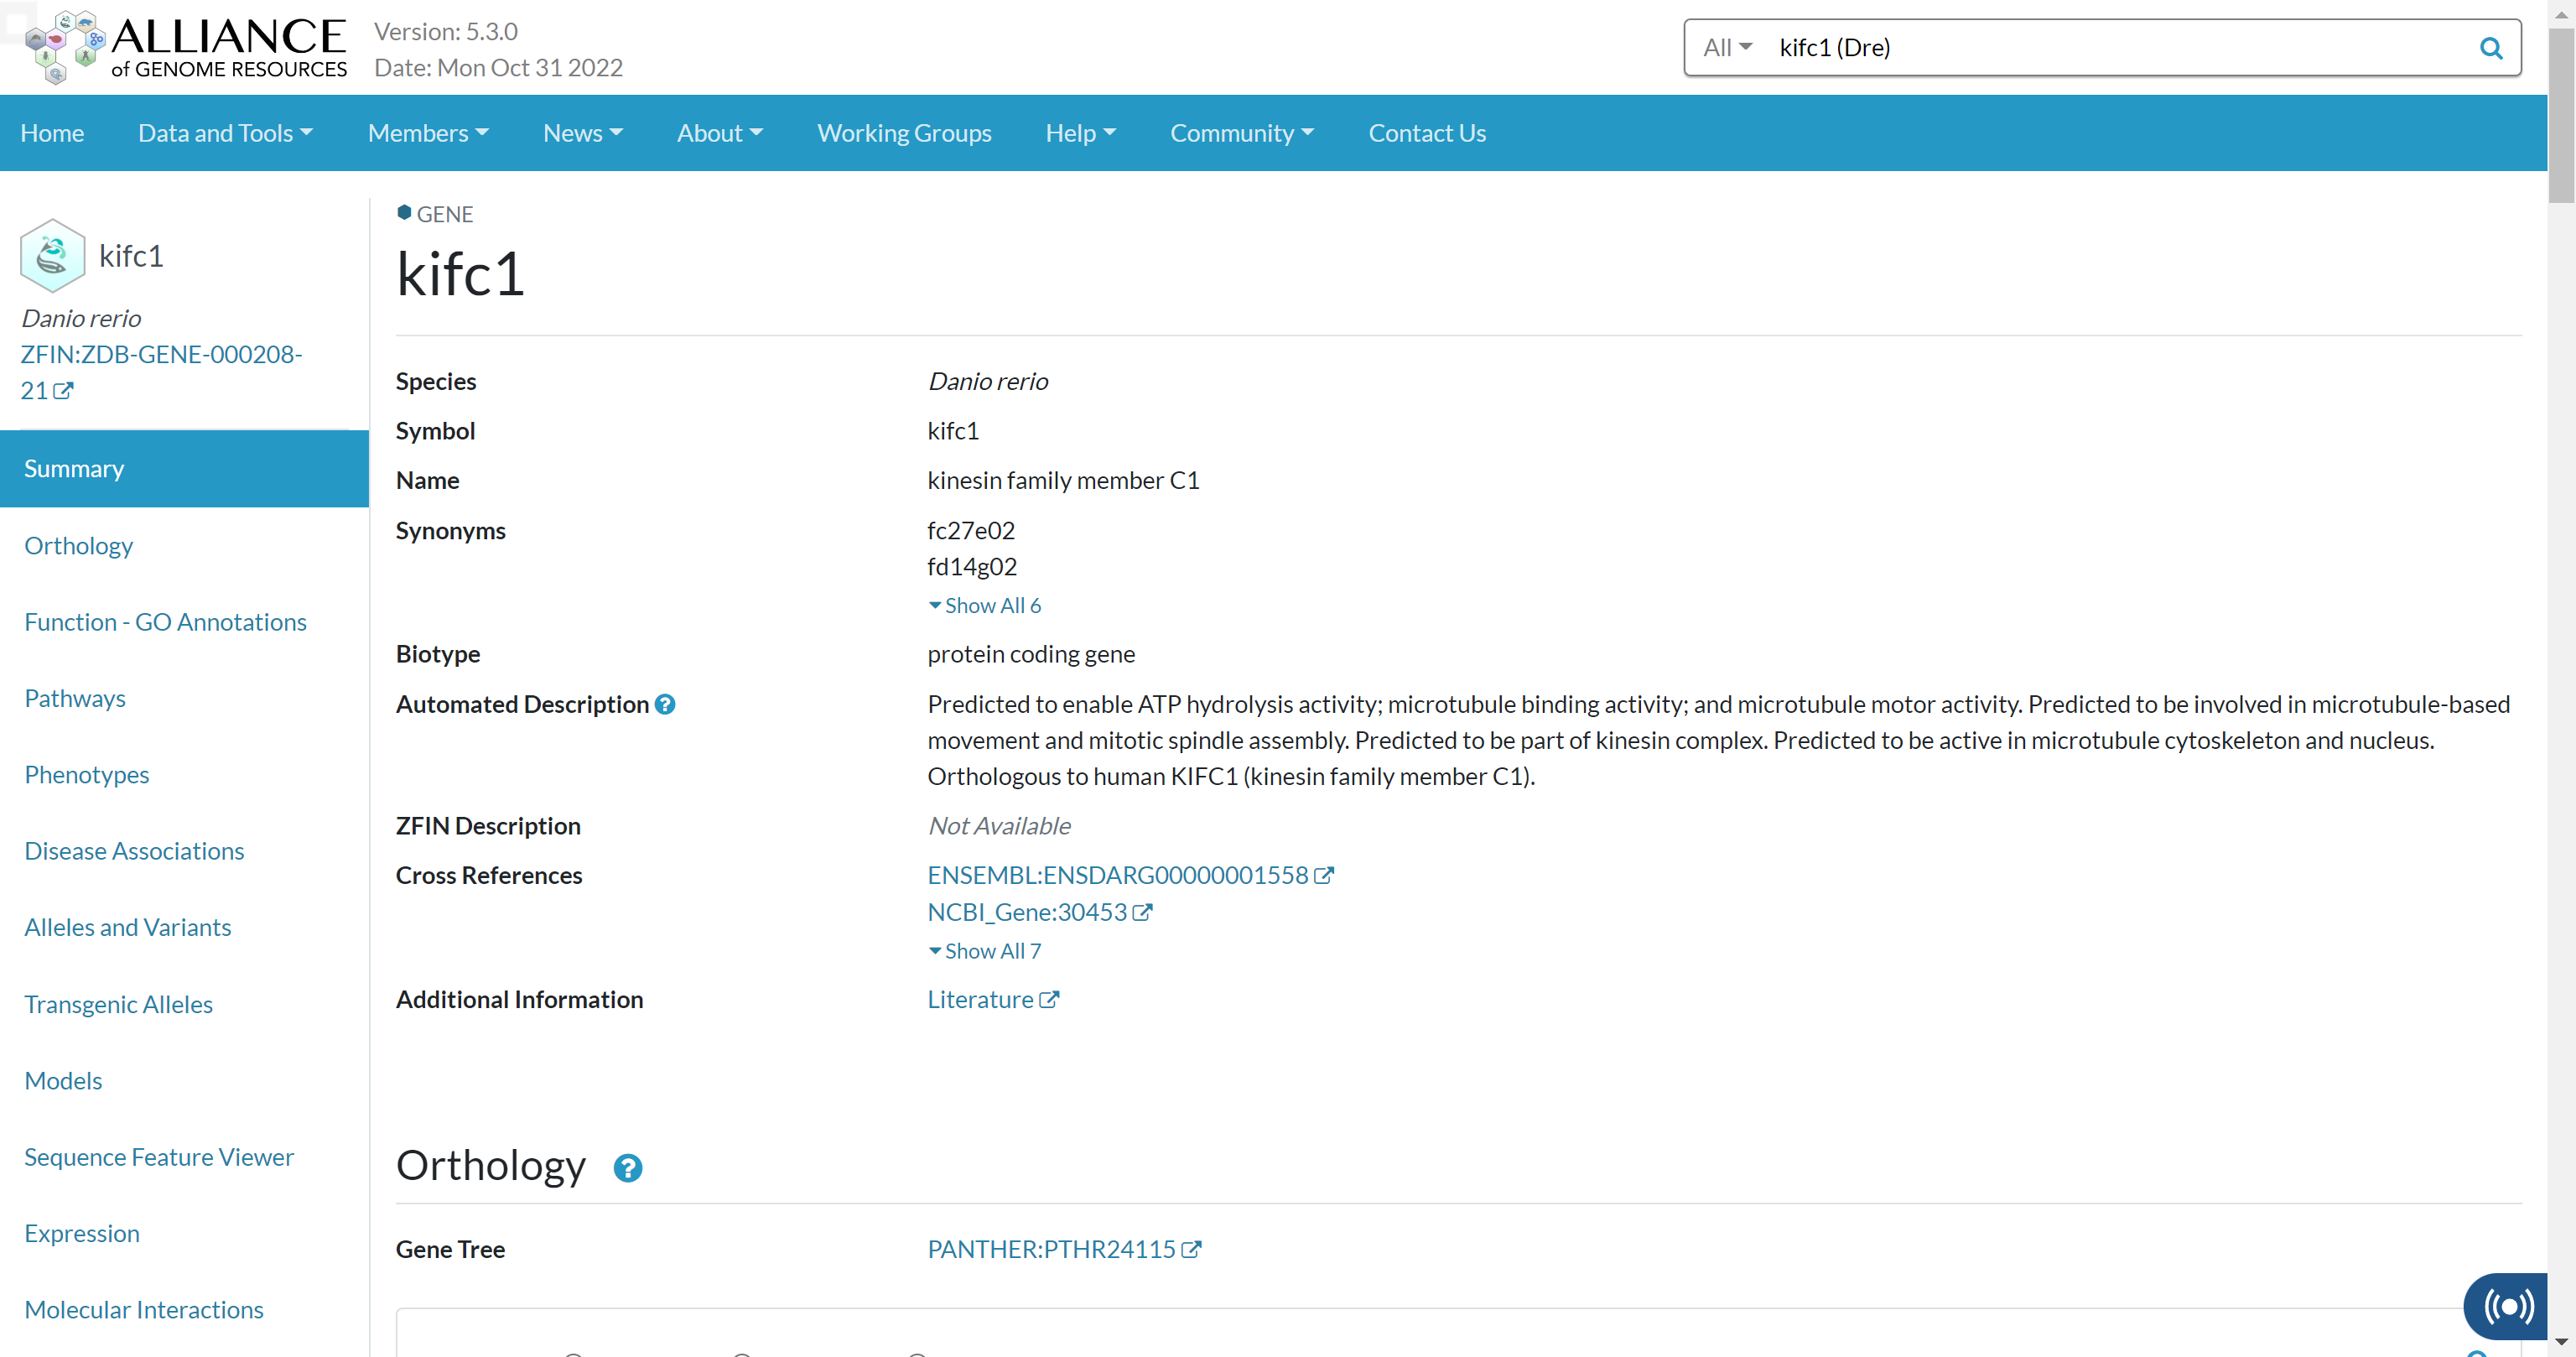 ALLIANCE
of GENOME RESOURCES
Version: 5.3.0
Date: Mon Oct 31 2022
All
kifc1 (Dre)
Home
Data and Tools
Members
News
About
Working Groups
Help
Community
Contact Us
kifc1
Danio rerio
ZFIN:ZDB-GENE-000208-
21
Summary
Orthology
Function - GO Annotations
Pathways
Phenotypes
Disease Associations
Alleles and Variants
Transgenic Alleles
Models
Sequence Feature Viewer
Expression
Molecular Interactions
GENE
kifc1
Species
Danio rerio
Symbol
kifc1
Name
kinesin family member C1
Synonyms
fc27e02
fd14g02
Show All 6
Biotype
protein coding gene
Automated Description
Predicted to enable ATP hydrolysis activity; microtubule binding activity; and microtubule motor activity. Predicted to be involved in microtubule-based
movement and mitotic spindle assembly. Predicted to be part of kinesin complex. Predicted to be active in microtubule cytoskeleton and nucleus.
Orthologous to human KIFC1 (kinesin family member C1).
ZFIN Description
Not Available
Cross References
ENSEMBL:ENSDARG00000001558
NCBI_Gene:30453
Show All 7
Additional Information
Literature
Orthology
Gene Tree
PANTHER:PTHR24115